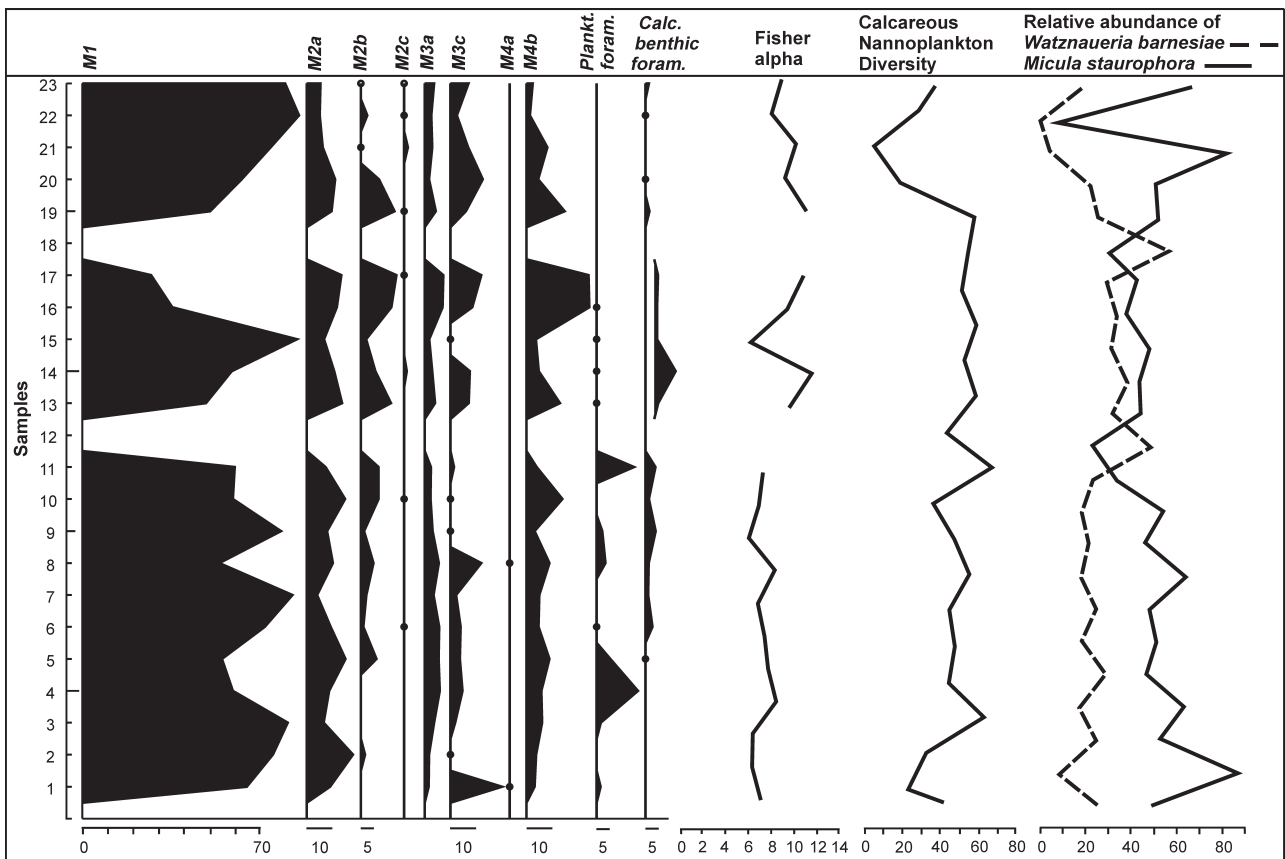 M1
M2a
M2b
M2c
M3a
M3c
M4a
M4b
Plankt.
foram.
Calc.
benthic
foram.
Fisher
alpha
Calcareous
Nannoplankton
Diversity
Relative abundance of
Watznaueria barnesiae
Micula staurophora
Samples
23
22
21
20
19
18
17
16
15
14
13
12
11
10
9
8
7
6
5
4
3
2
1
0 70 10 5 10 10 5 5 0 2 4 6 8 10 12 14 0 20 40 60 80 0 20 40 60 80